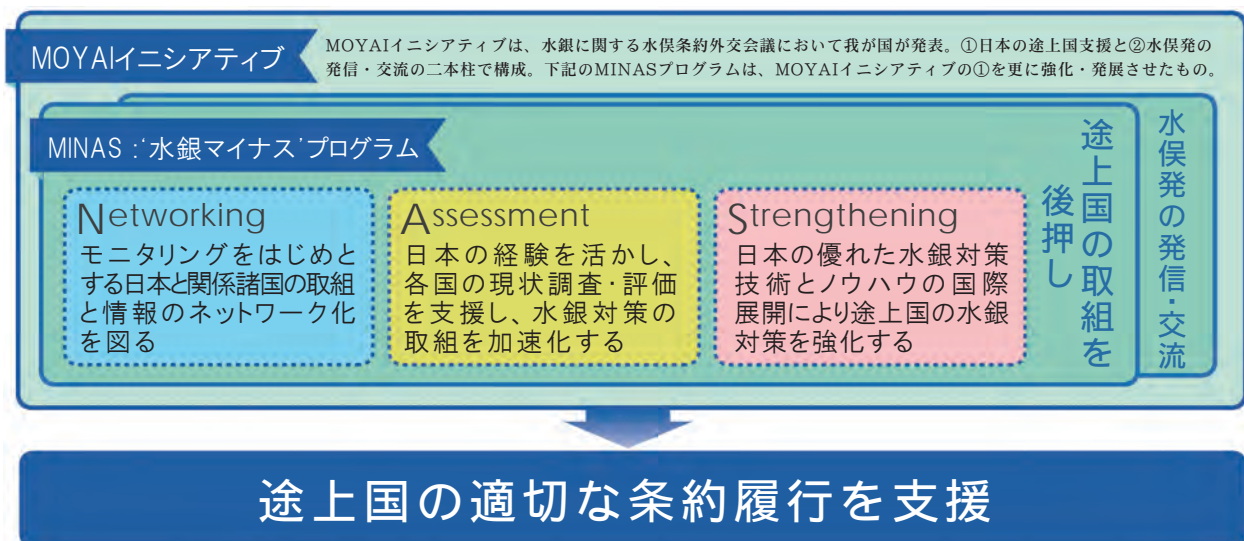 MOYAIイニシアティブ
MOYAIイニシアティブは、水銀に関する水俣条約外交会議において我が国が発表。①日本の途上国支援と②水俣発の
発信・交流の二本柱で構成。下記のMINASプログラムは、MOYAIイニシアティブの①を更に強化・発展させたもの。
MINAS：‘水銀マイナス’プログラム
Networking
モニタリングをはじめと
する日本と関係諸国の取組
と情報のネットワーク化
を図る
Assessment
日本の経験を活かし、
各国の現状調査･評価
を支援し、水銀対策の
取組を加速化する
Strengthening
日本の優れた水銀対策
技術とノウハウの国際
展開により途上国の水銀
対策を強化する
途上国の取組を
後押し
水俣発の発信・交流
途上国の適切な条約履行を支援